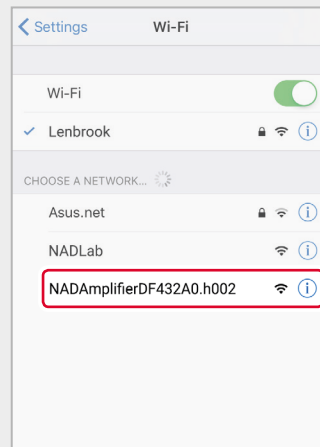 Settings
Wi-Fi
Wi-Fi
Lenbrook
CHOOSE A NETWORK...
Asus.net
NADLab
NADAmplifierDF432A0.h002